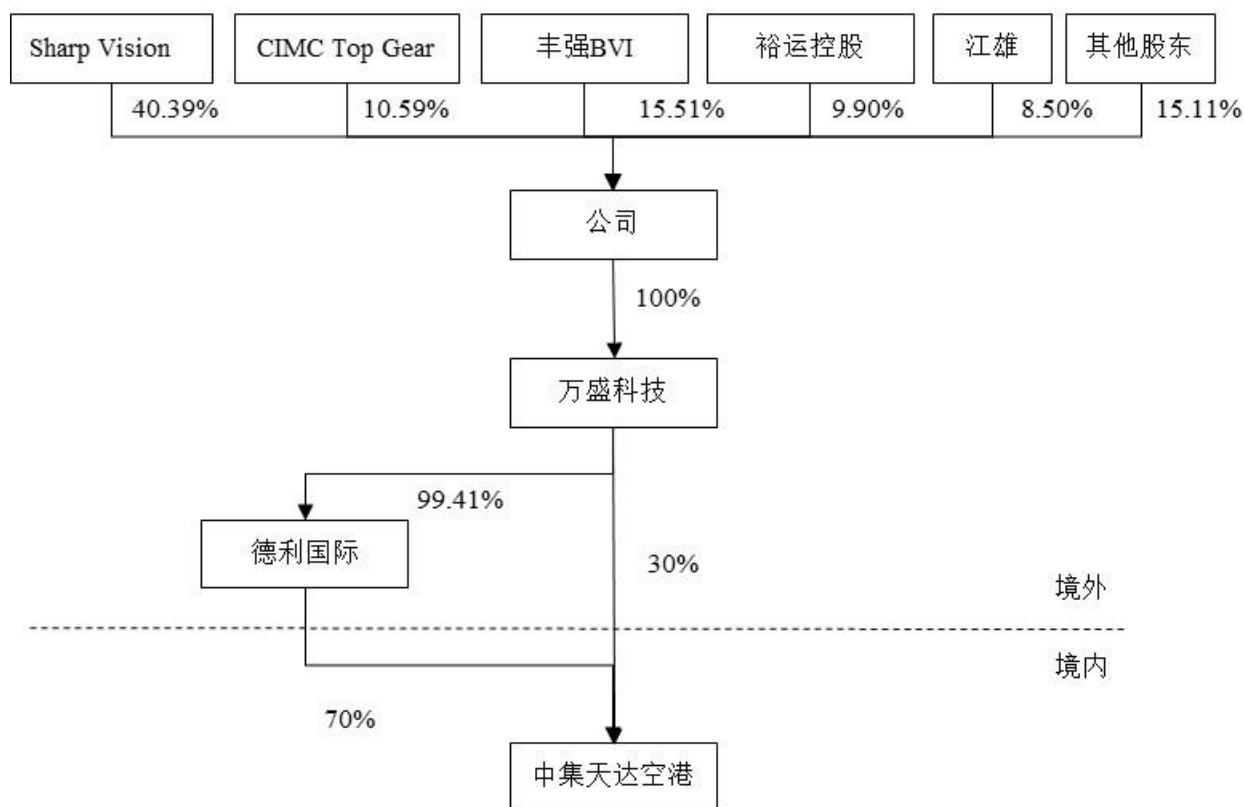 Sharp Vision
CIMC Top Gear
丰强BVI
裕运控股
江雄
其他股东
40.39%
10.59%
15.51%
9.90%
8.50%
15.11%
公司
100%
万盛科技
99.41%
德利国际
30%
境外
境内
70%
中集天达空港